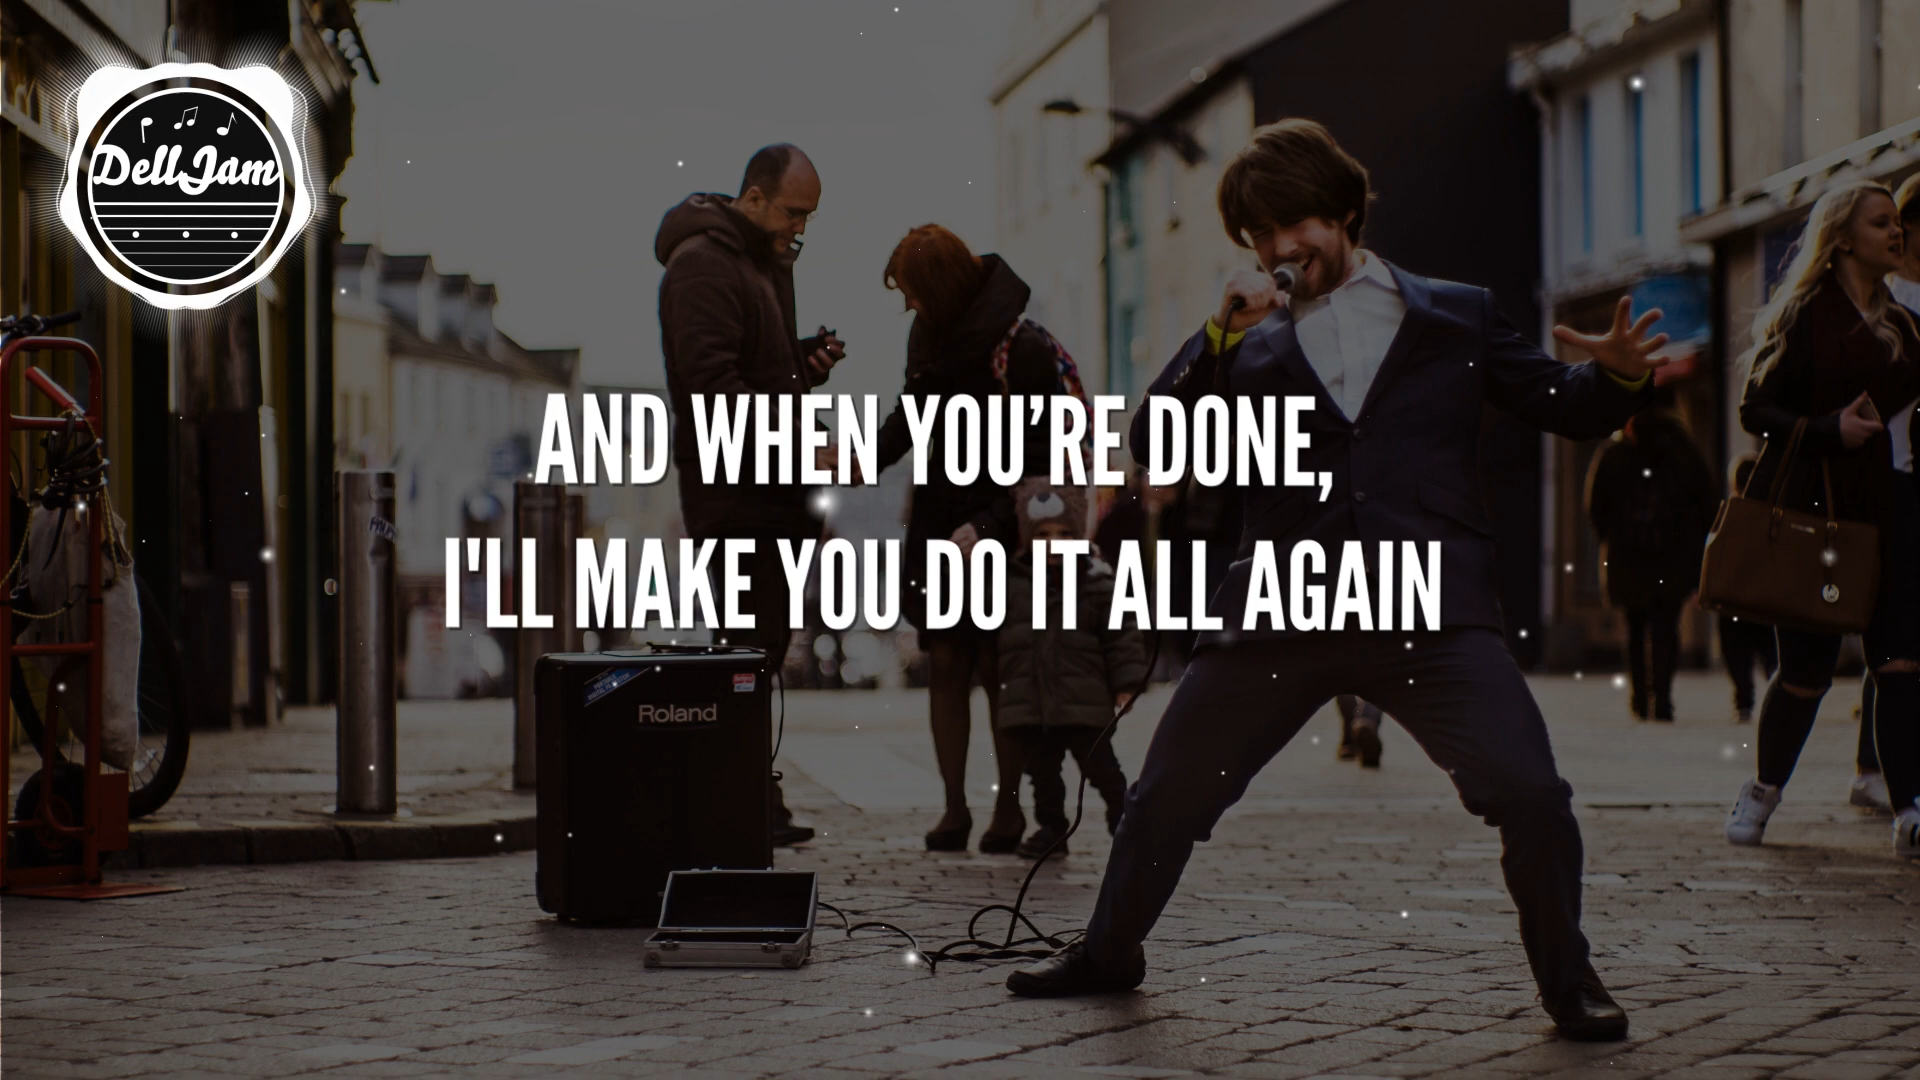 DellJam
AND WHEN YOU’RE DONE,
I'LL MAKE YOU DO IT ALL AGAIN
Roland